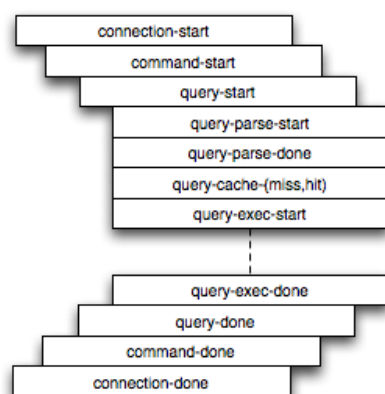 connection-start
command-start
query-start
query-parse-start
query-parse-done
query-cache-(miss,hit)
query-exec-start
query-exec-done
query-done
command-done
connection-done